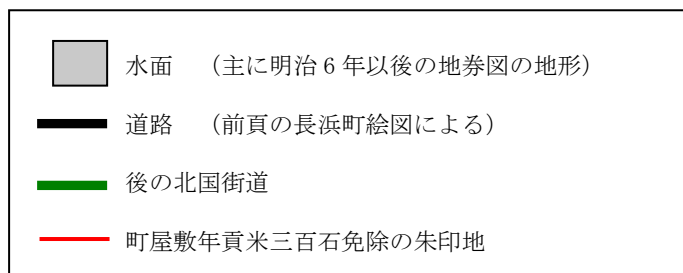 水面　（主に明治 6 年以後の地券図の地形）
道路　（前頁の長浜町絵図による）
後の北国街道
町屋敷年貢米三百石免除の朱印地